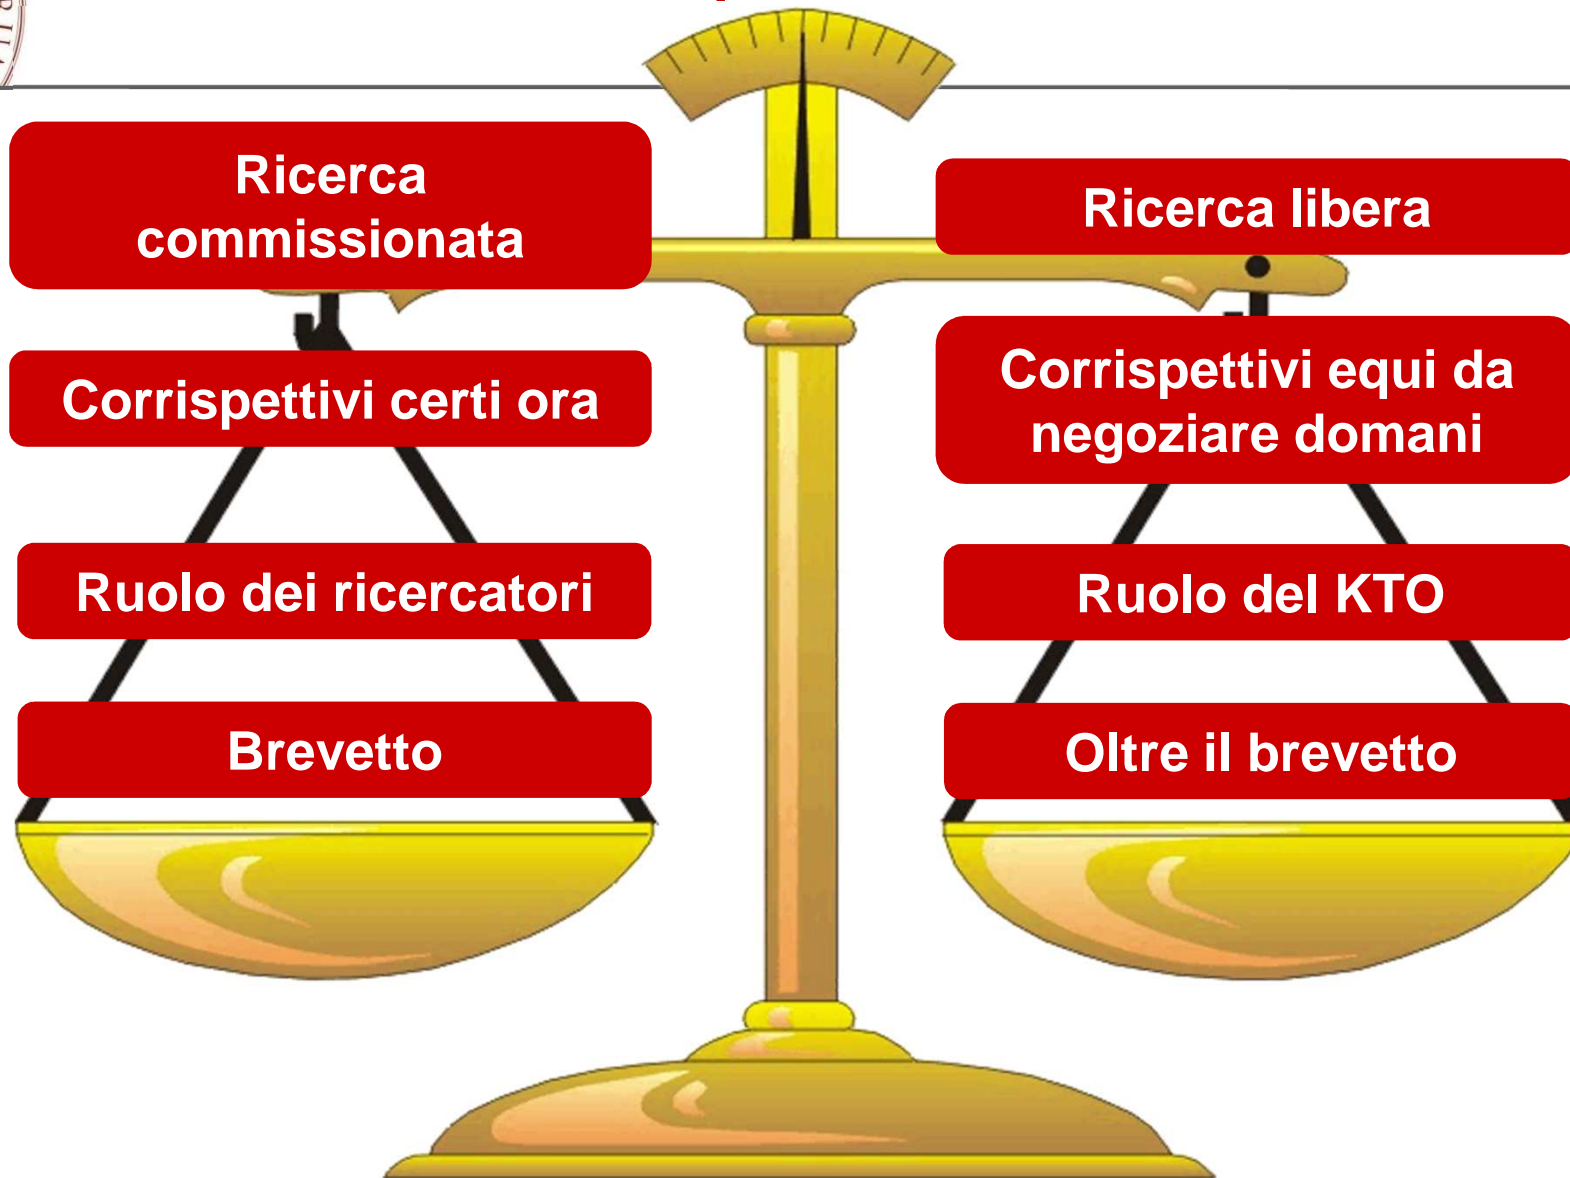 Ricerca
commissionata
Corrispettivi certi ora
Ruolo dei ricercatori
Brevetto
Ricerca libera
Corrispettivi equi da
negoziare domani
Ruolo del KTO
Oltre il brevetto